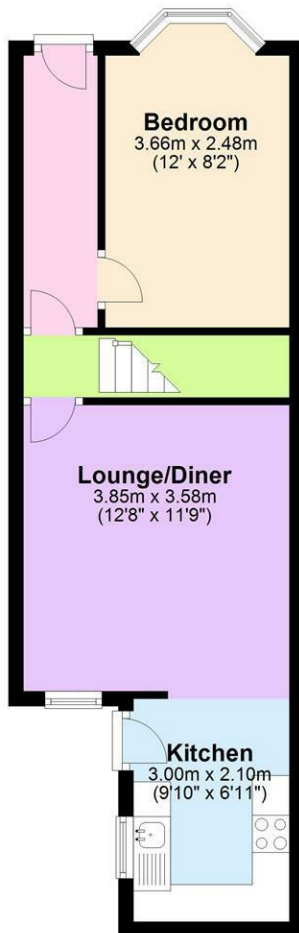 Bedroom
3.66m x 2.48m
(12' x 8'2")
Lounge/Diner
3.85m x 3.58m
(12'8" x 11'9")
Kitchen
3.00m x 2.10m
(9'10" x 6'11")